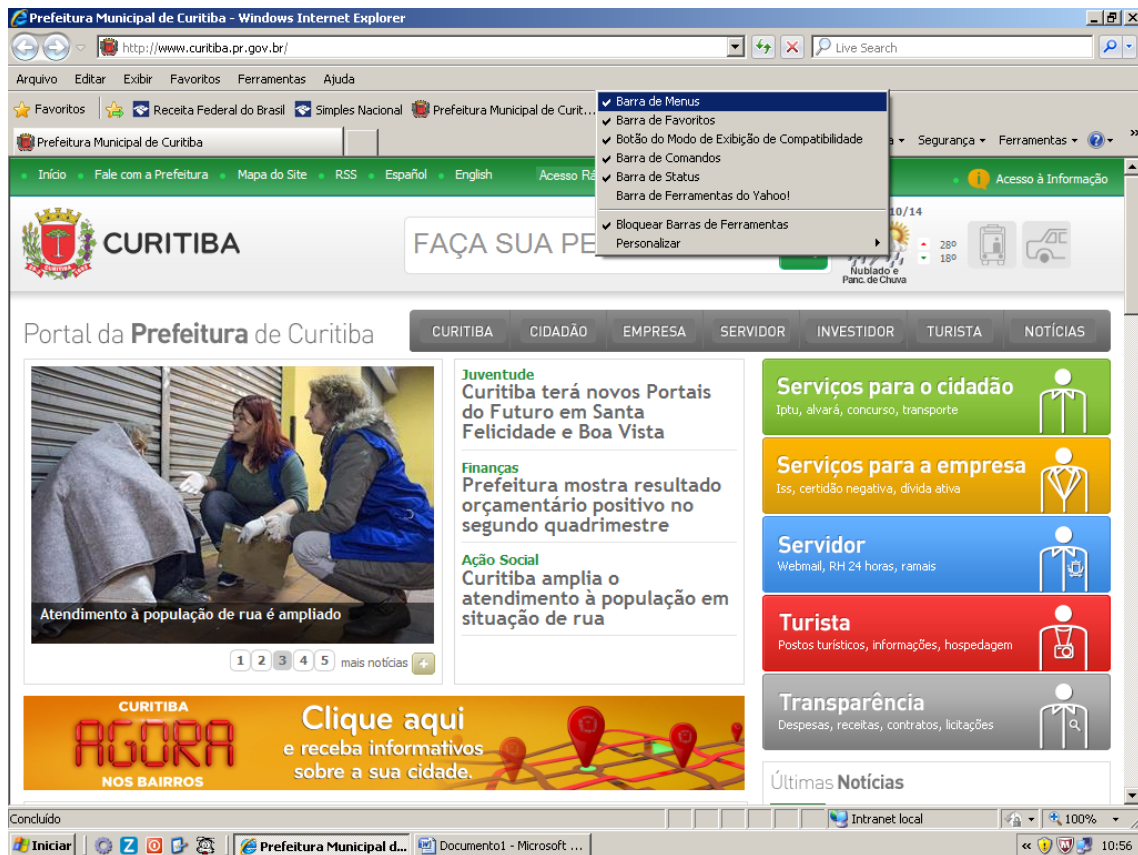 Prefeitura Municipal de Curitiba - Windows Internet Explorer
http://www.curitiba.pr.gov.br/
Live Search
Arquivo Editar Exibir Favoritos Ferramentas Ajuda
Favoritos Receita Federal do Brasil Simples Nacional Prefeitura Municipal de Curit...
Barra de Menus
Barra de Favoritos
Botão do Modo de Exibição de Compatibilidade
Barra de Comandos
Barra de Status
Barra de Ferramentas do Yahoo!
Bloquear Barras de Ferramentas
Personalizar
Prefeitura Municipal de Curitiba
Segurança Ferramentas »
Início Fale com a Prefeitura Mapa do Site RSS Español English Acesso Rá
Acesso à Informação
CURITIBA
FAÇA SUA PE
10/14
28º
18º
Nublado e
Panc. de Chuva
Portal da Prefeitura de Curitiba
CURITIBA CIDADÃO EMPRESA SERVIDOR INVESTIDOR TURISTA NOTÍCIAS
Atendimento à população de rua é ampliado
1 2 3 4 5 mais notícias +
Juventude
Curitiba terá novos Portais
do Futuro em Santa
Felicidade e Boa Vista
Finanças
Prefeitura mostra resultado
orçamentário positivo no
segundo quadrimestre
Ação Social
Curitiba amplia o
atendimento à população em
situação de rua
Serviços para o cidadão
Iptu, alvará, concurso, transporte
Serviços para a empresa
Iss, certidão negativa, dívida ativa
Servidor
Webmail, RH 24 horas, ramais
Turista
Postos turísticos, informações, hospedagem
Transparência
Despesas, receitas, contratos, licitações
CURITIBA
AGORA
NOS BAIRROS
Clique aqui
e receba informativos
sobre a sua cidade.
Últimas Notícias
Concluído
Intranet local
100%
Iniciar
Prefeitura Municipal d...
Documento1 - Microsoft ...
«
10:56